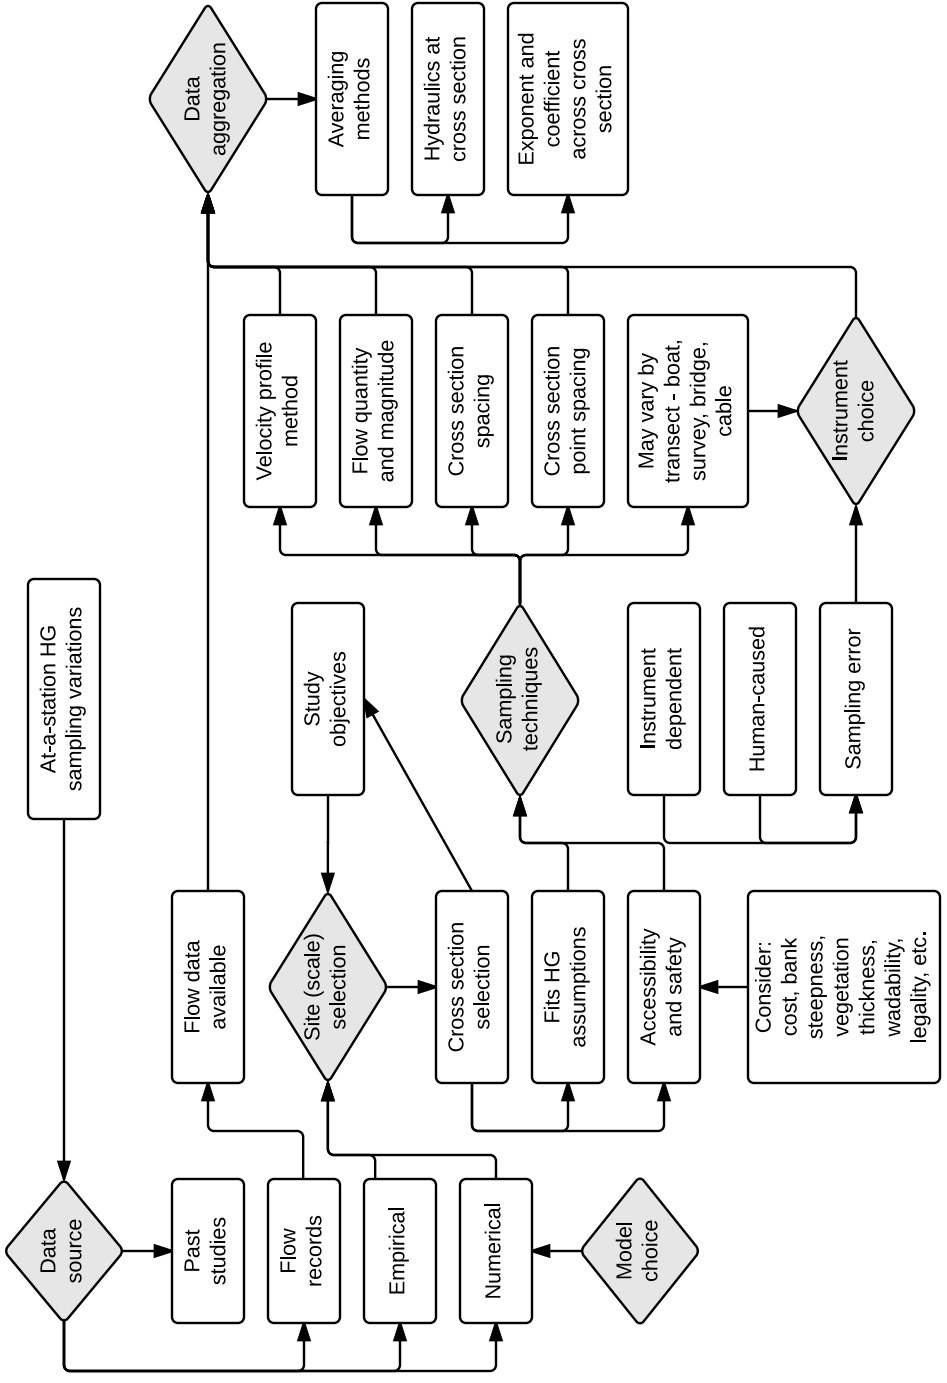 At-a-station HG
sampling variations
Data
source
Past
studies
Flow
records
Empirical
Numerical
Model
choice
Flow data
available
Site (scale)
selection
Study
objectives
Cross section
selection
Fits HG
assumptions
Accessibility
and safety
Consider:
cost, bank
steepness,
vegetation
thickness,
wadability,
legality, etc.
Sampling
techniques
Instrument
dependent
Human-caused
Sampling error
Velocity profile
method
Flow quantity
and magnitude
Cross section
spacing
Cross section
point spacing
May vary by
transect - boat,
survey, bridge,
cable
Instrument
choice
Data
aggregation
Averaging
methods
Hydraulics at
cross section
Exponent and
coefficient
across cross
section